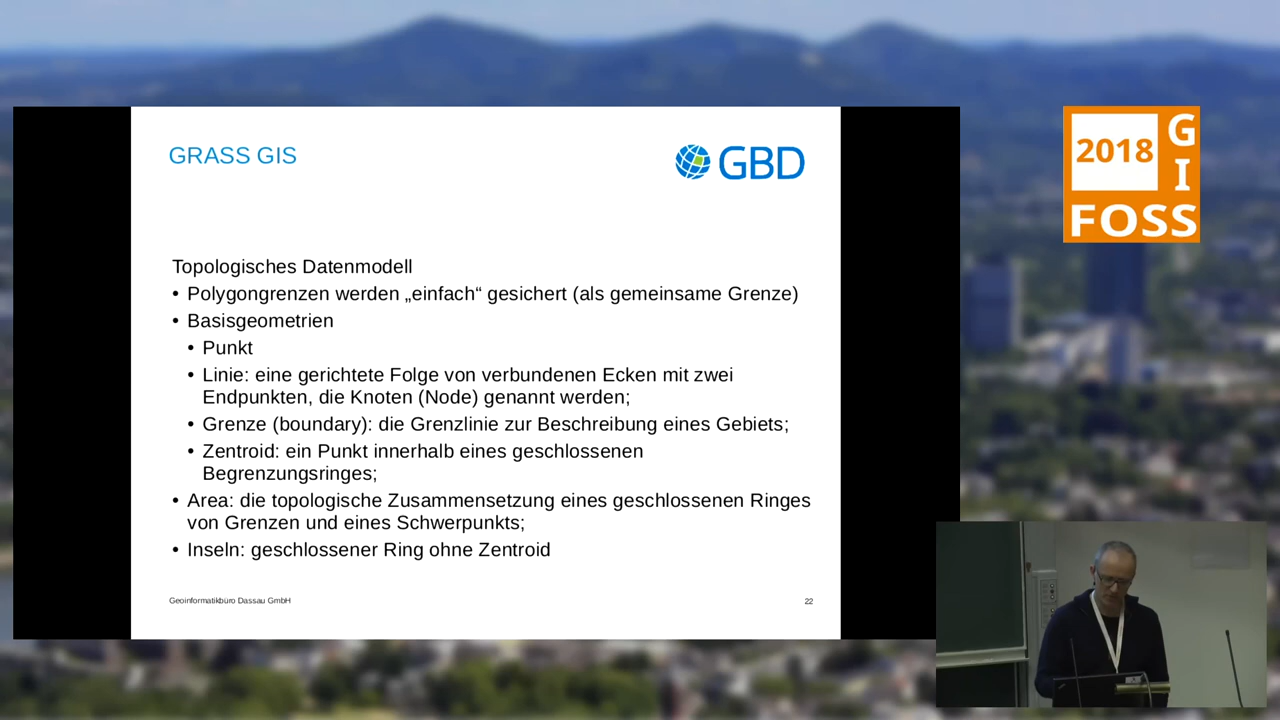 GRASS GIS
GBD
Topologisches Datenmodell
• Polygongrenzen werden „einfach“ gesichert (als gemeinsame Grenze)
• Basisgeometrien
• Punkt
• Linie: eine gerichtete Folge von verbundenen Ecken mit zwei
Endpunkten, die Knoten (Node) genannt werden;
• Grenze (boundary): die Grenzlinie zur Beschreibung eines Gebiets;
• Zentroid: ein Punkt innerhalb eines geschlossenen
Begrenzungsringes;
• Area: die topologische Zusammensetzung eines geschlossenen Ringes
von Grenzen und eines Schwerpunkts;
• Inseln: geschlossener Ring ohne Zentroid
Geoinformatikbüro Dassau GmbH
22
2018
GI
FOSS